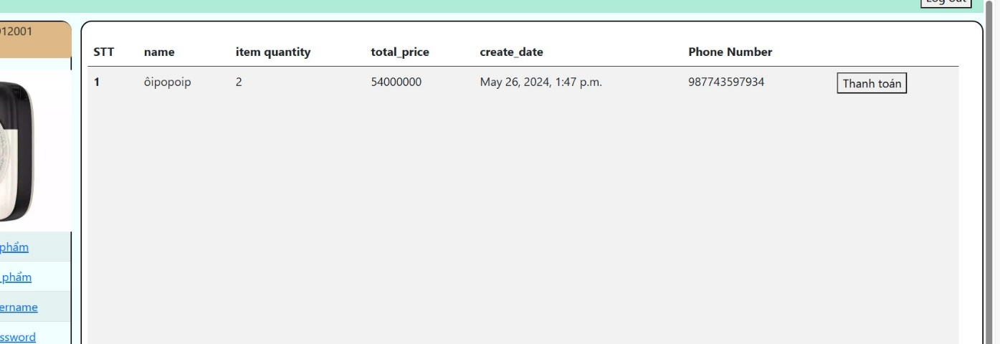 Log out
012001
STT name item quantity total_price create_date Phone Number
1 ôipopoip 2 54000000 May 26, 2024, 1:47 p.m. 987743597934 Thanh toán
phẩm
phẩm
ername
ssword